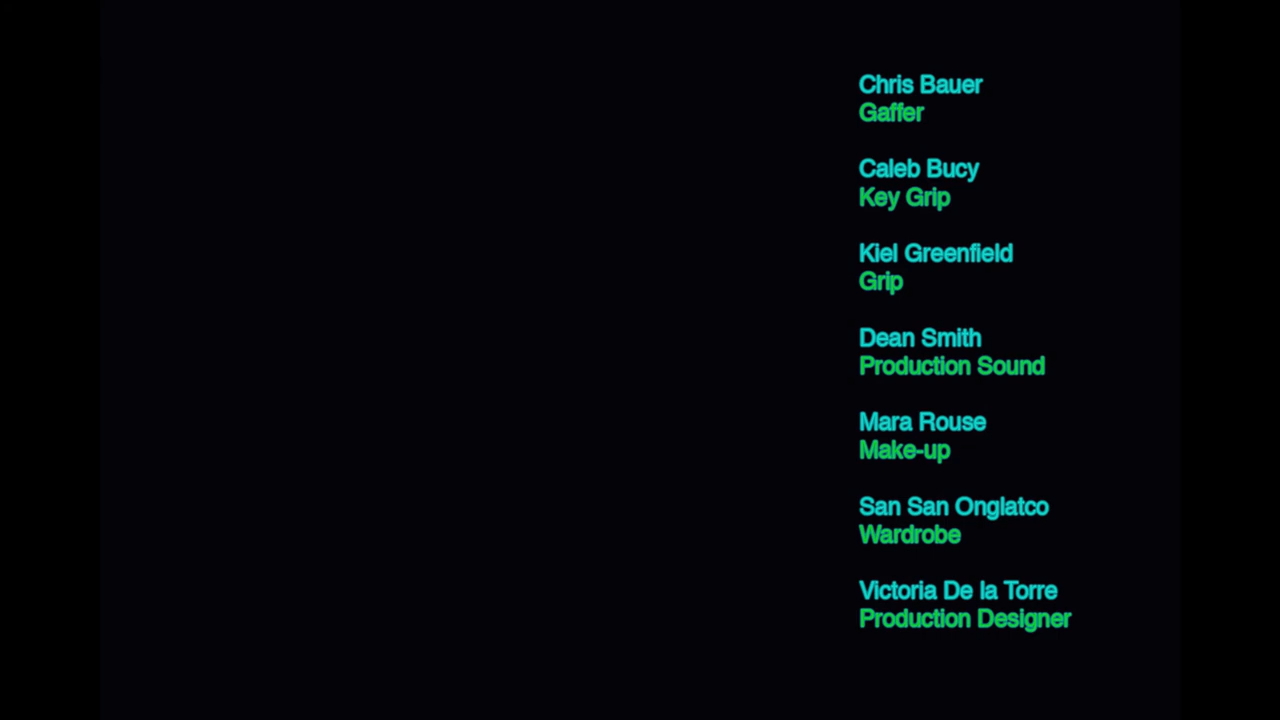 Chris Bauer
Gaffer
Caleb Bucy
Key Grip
Kiel Greenfield
Grip
Dean Smith
Production Sound
Mara Rouse
Make-up
San San Onglatco
Wardrobe
Victoria De la Torre
Production Designer